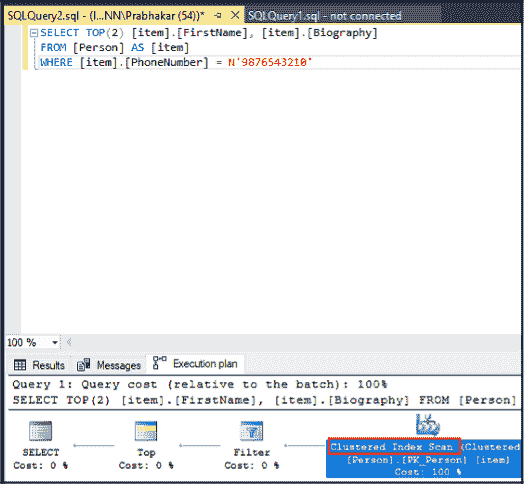 SQLQuery2.sql - (l...NN\Prabhakar (54))* SQLQuery1.sql - not connected
SELECT TOP(2) [item].[FirstName], [item].[Biography]
FROM [Person] AS [item]
WHERE [item].[PhoneNumber] = N'9876543210'
100 %
Results Messages Execution plan
Query 1: Query cost (relative to the batch): 100%
SELECT TOP(2) [item].[FirstName], [item].[Biography] FROM [Person]
SELECT
Cost: 0 %
Top
Cost: 0 %
Filter
Cost: 0 %
Clustered Index Scan (Clustered
[Person].[PK_Person] [item]
Cost: 100 %